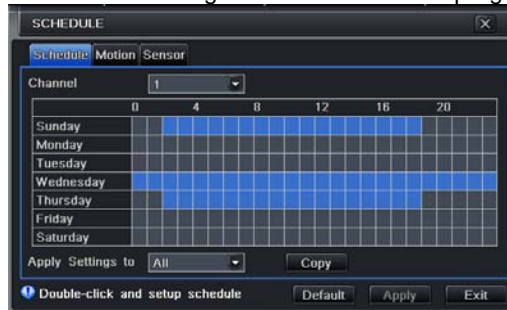 SCHEDULE
Schedule Motion Sensor
Channel 1
0 4 8 12 16 20
Sunday
Monday
Tuesday
Wednesday
Thursday
Friday
Saturday
Apply Settings to All Copy
Double-click and setup schedule Default Apply Exit